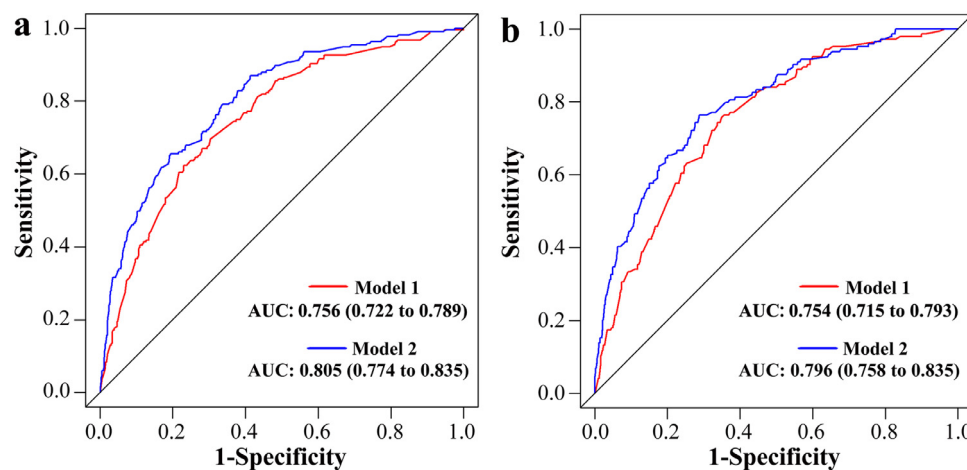 a
1.0
0.8
0.6
0.4
0.2
0.0
Sensitivity
Model 1
AUC: 0.756 (0.722 to 0.789)
Model 2
AUC: 0.805 (0.774 to 0.835)
0.0 0.2 0.4 0.6 0.8 1.0
1-Specificity
b
1.0
0.8
0.6
0.4
0.2
0.0
Sensitivity
Model 1
AUC: 0.754 (0.715 to 0.793)
Model 2
AUC: 0.796 (0.758 to 0.835)
0.0 0.2 0.4 0.6 0.8 1.0
1-Specificity